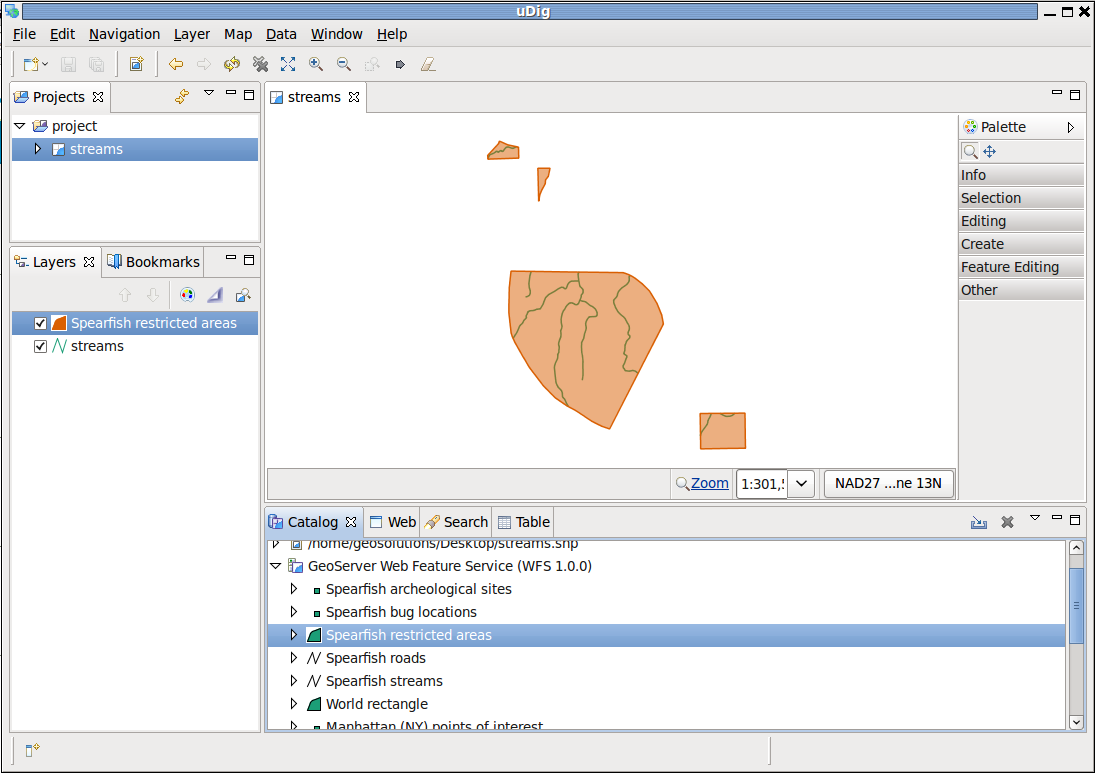 uDig
File Edit Navigation Layer Map Data Window Help
Projects
project
streams
Layers
Bookmarks
Spearfish restricted areas
streams
streams
Palette
Info
Selection
Editing
Create
Feature Editing
Other
Zoom
1:301,
NAD27 ...ne 13N
Catalog
Web
Search
Table
/home/geosolutions/Desktop/streams.shp
GeoServer Web Feature Service (WFS 1.0.0)
Spearfish archeological sites
Spearfish bug locations
Spearfish restricted areas
Spearfish roads
Spearfish streams
World rectangle
Manhattan (NY) points of interest